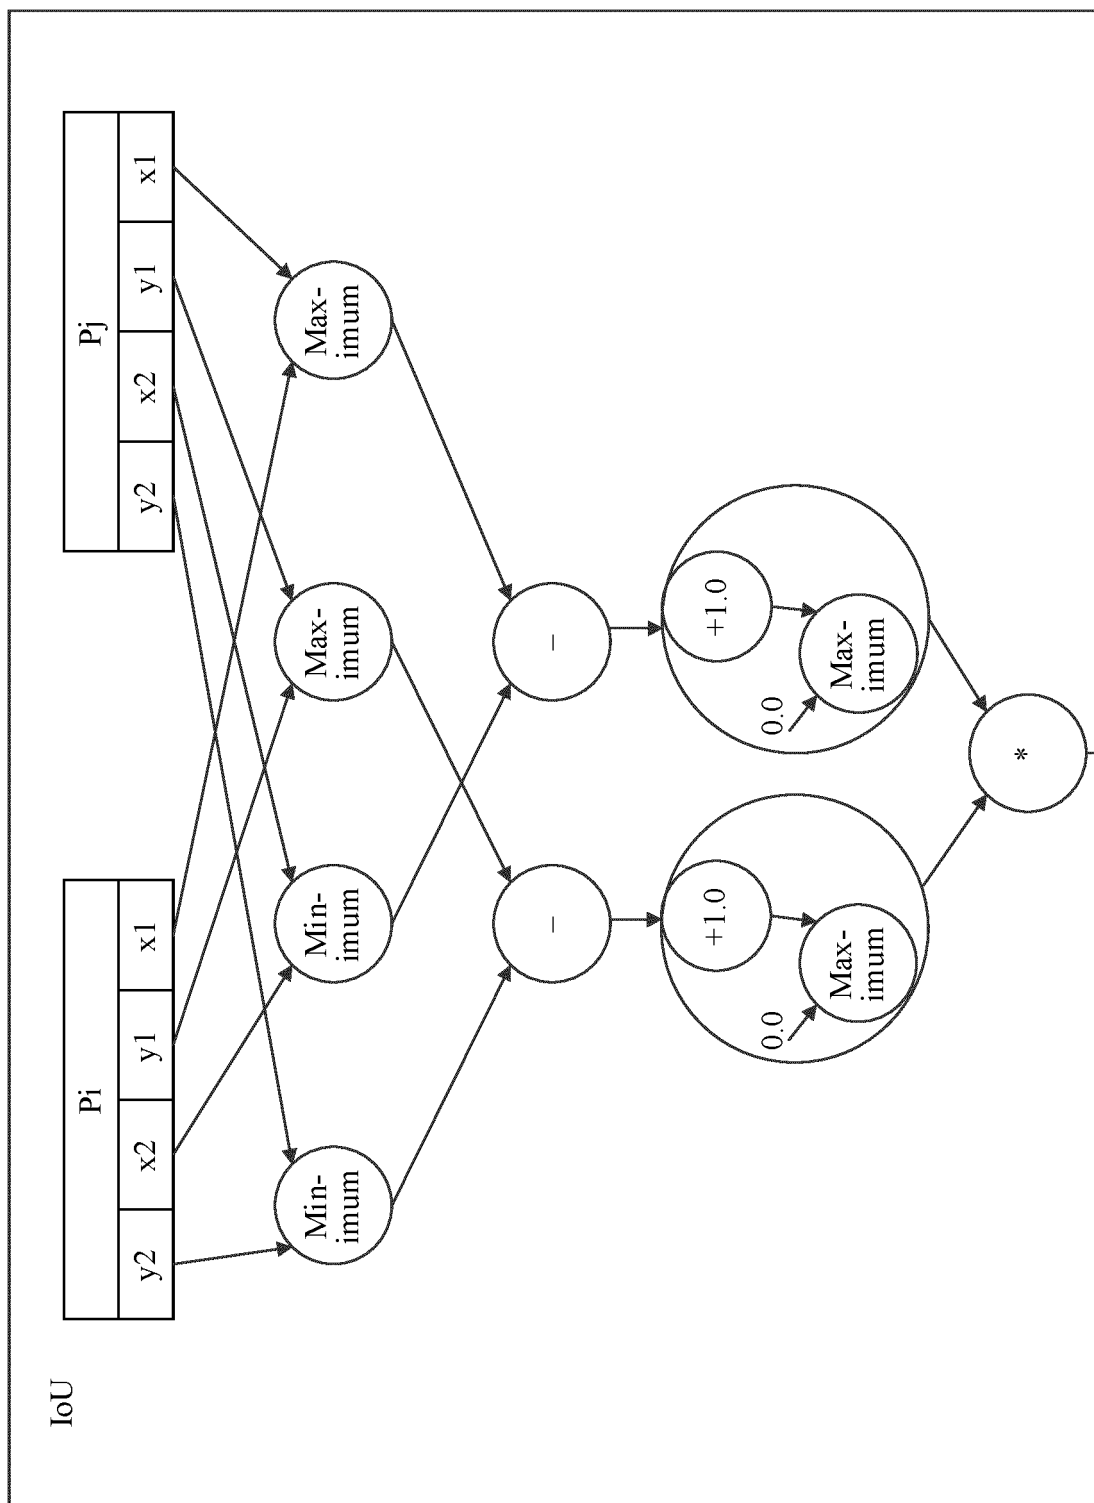 IoU
Pi
Pj
y2
x2
y1
x1
y2
x2
y1
x1
Min-
imum
Min-
imum
Max-
imum
Max-
imum
–
–
+1.0
0.0
Max-
imum
+1.0
0.0
Max-
imum
*